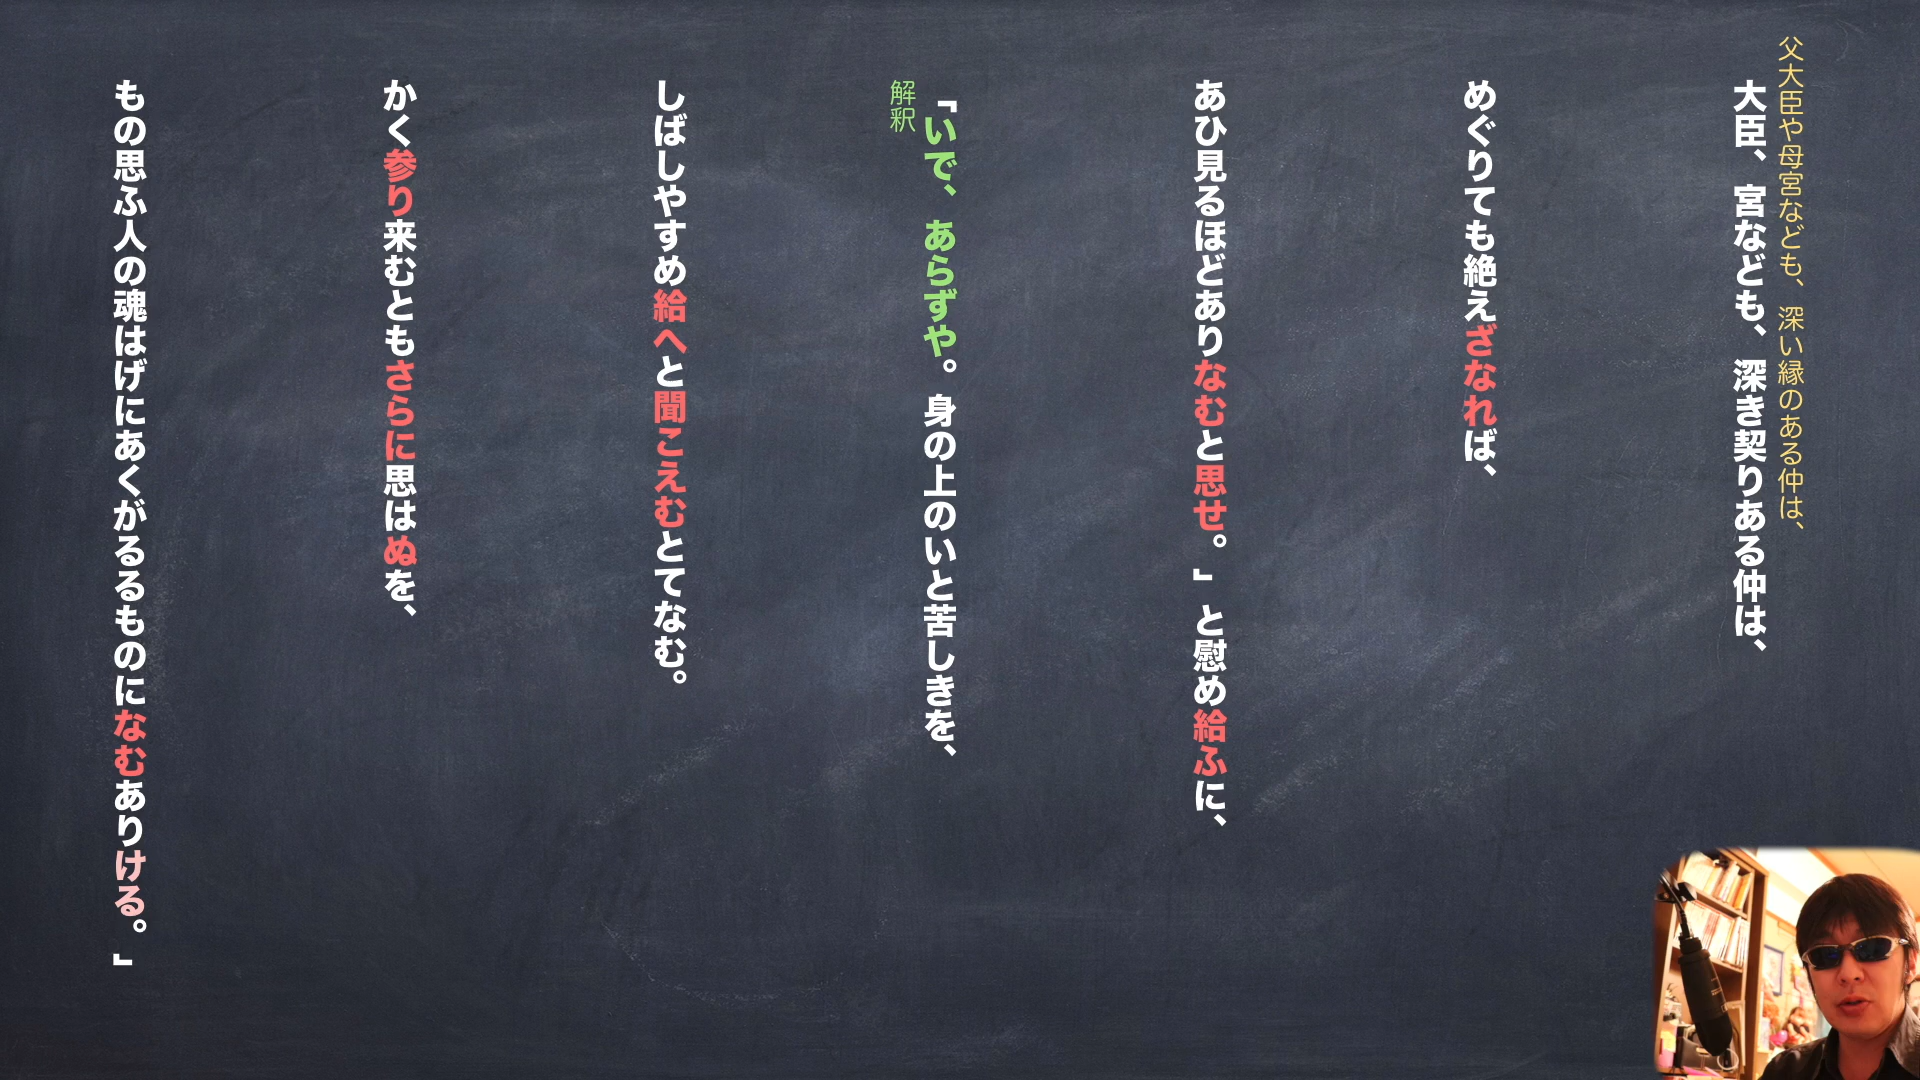 父大臣や母宮なども、深い縁のある仲は、
大臣、宮なども、深き契りある仲は、
めぐりても絶えざなれば、
あひ見るほどありなむと思せ。」と慰め給ふに、
「いで、あらずや。身の上のいと苦しきを、
解釈
しばしやすめ給へと聞こえむとてなむ。
かく参り来むともさらに思はぬを、
もの思ふ人の魂はげにあくがるるものになむありける。」